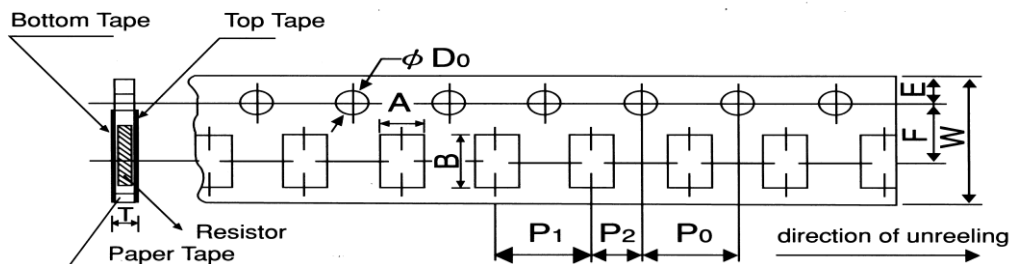 Bottom Tape
Top Tape
ϕ D0
A
B
E
F
W
T
Resistor
Paper Tape
P1
P2
P0
direction of unreeling